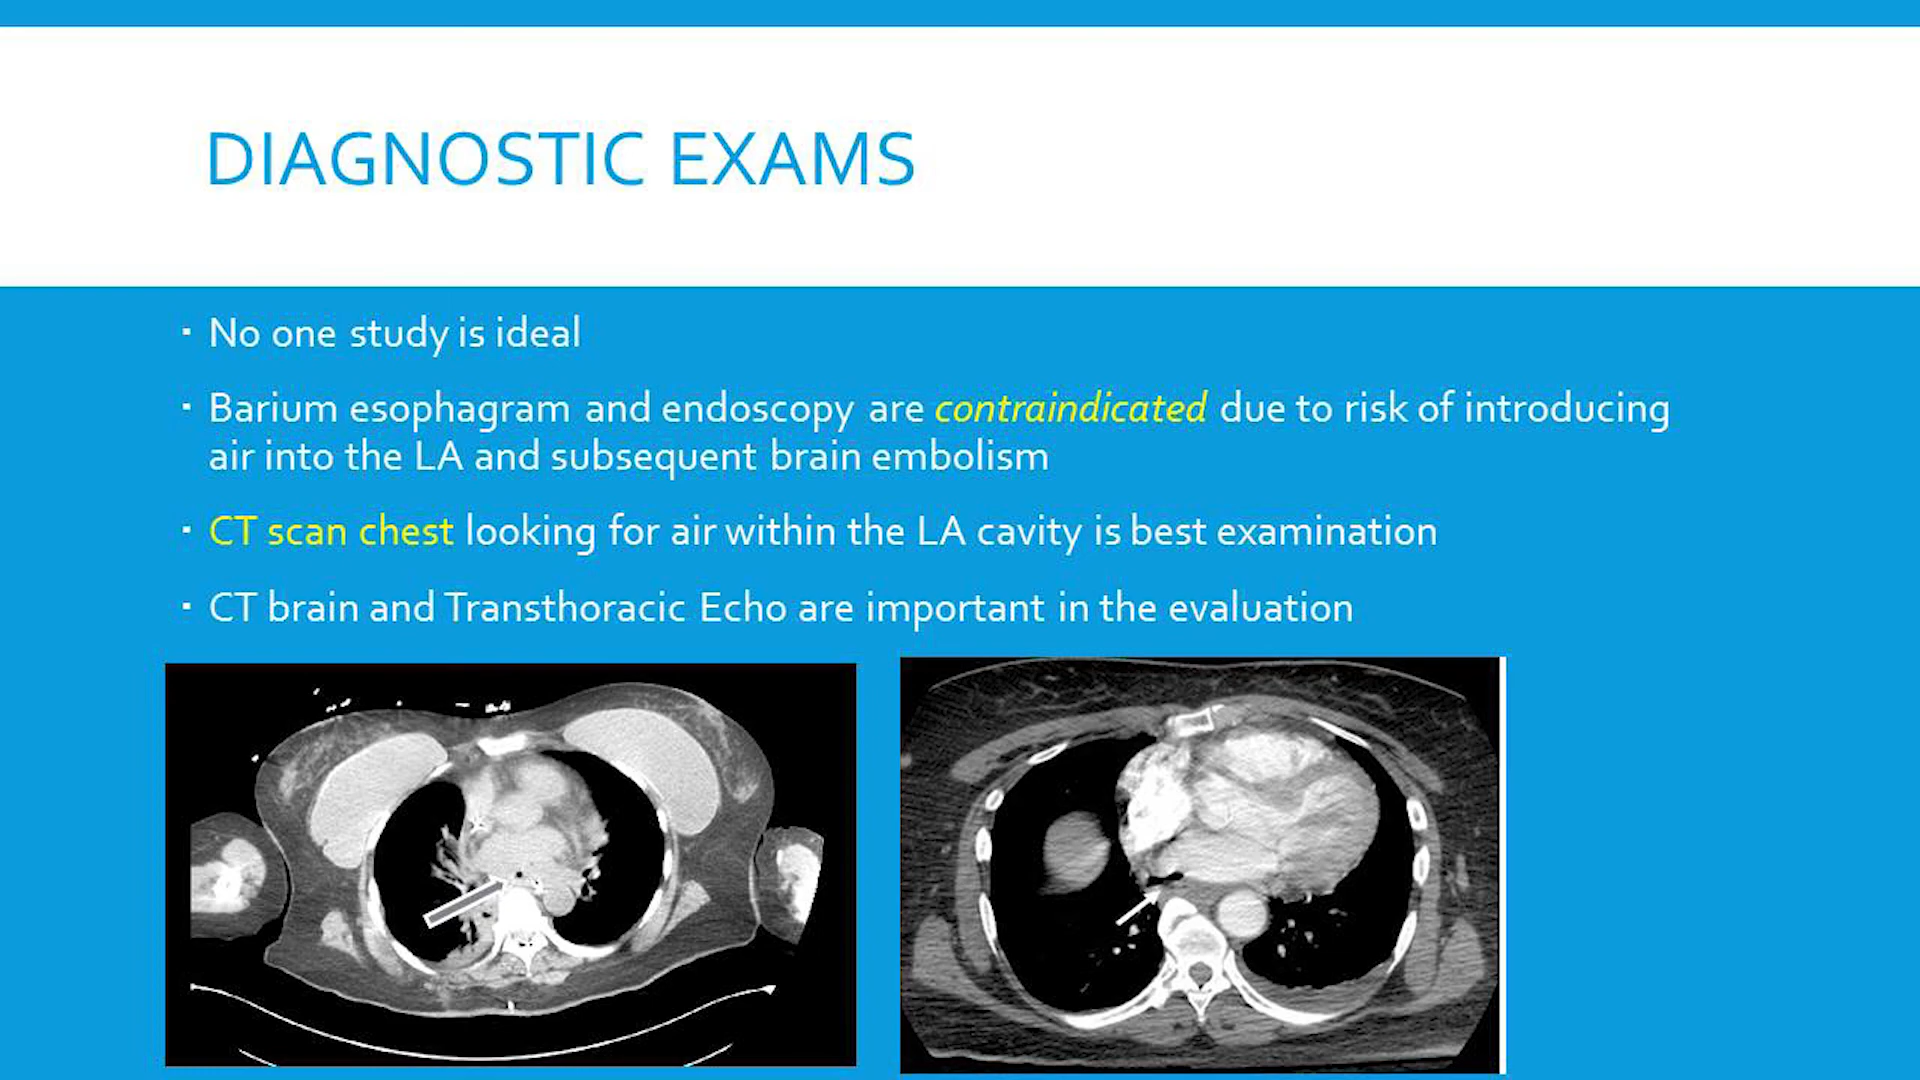 DIAGNOSTIC EXAMS
▪ No one study is ideal
▪ Barium esophagram and endoscopy are contraindicated due to risk of introducing
air into the LA and subsequent brain embolism
▪ CT scan chest looking for air within the LA cavity is best examination
▪ CT brain and Transthoracic Echo are important in the evaluation